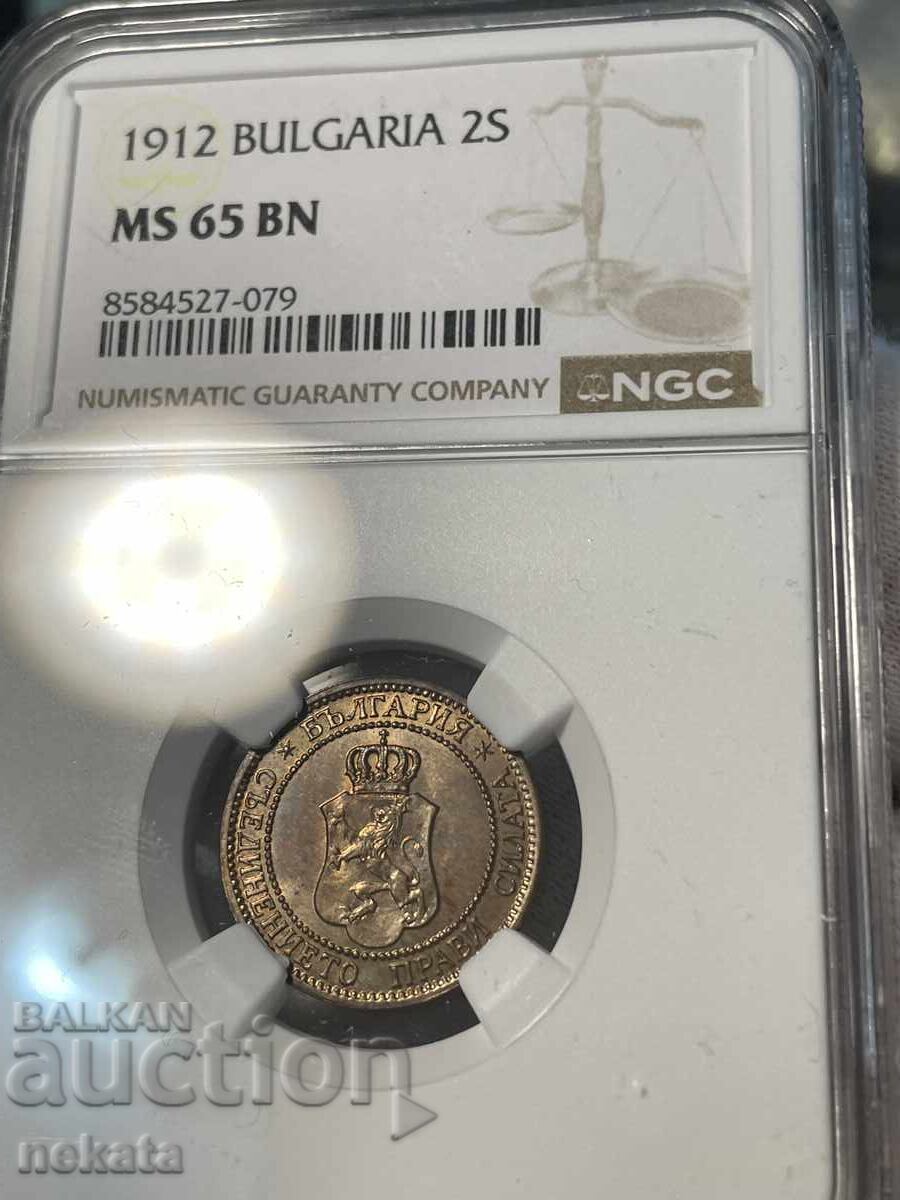 1912 BULGARIA 2S
MS 65 BN
8584527-079
NUMISMATIC GUARANTY COMPANY
NGC
★ БЪЛГАРИЯ ★
СЪЕДИНЕНИЕТО ПРАВИ СИЛАТА
BALKAN
auction
nekata